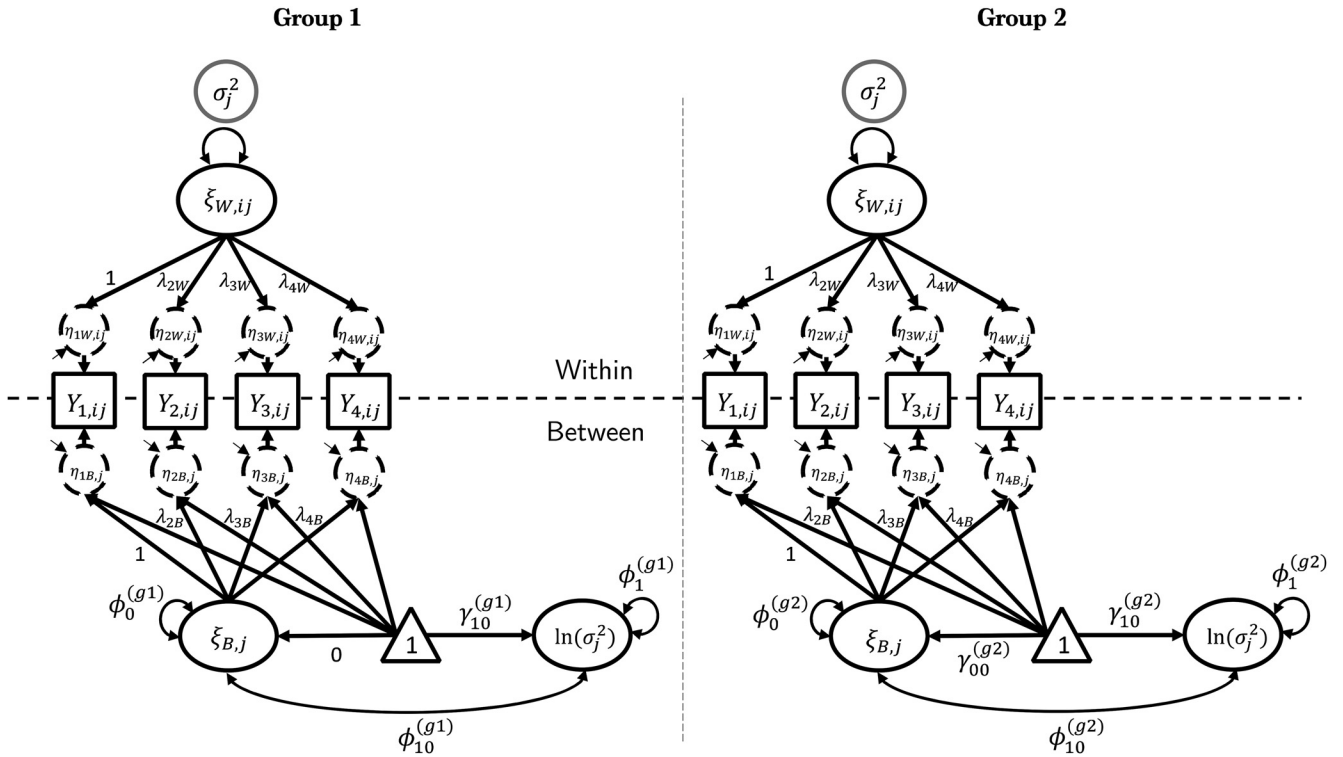 Group 1
Group 2
σ_j^2
σ_j^2
ξ_{W,ij}
ξ_{W,ij}
1 λ_{2W} λ_{3W} λ_{4W}
1 λ_{2W} λ_{3W} λ_{4W}
η_{1W,ij} η_{2W,ij} η_{3W,ij} η_{4W,ij}
η_{1W,ij} η_{2W,ij} η_{3W,ij} η_{4W,ij}
Within
Y_{1,ij} Y_{2,ij} Y_{3,ij} Y_{4,ij}
Y_{1,ij} Y_{2,ij} Y_{3,ij} Y_{4,ij}
Between
η_{1B,j} η_{2B,j} η_{3B,j} η_{4B,j}
η_{1B,j} η_{2B,j} η_{3B,j} η_{4B,j}
1 λ_{2B} λ_{3B} λ_{4B}
1 λ_{2B} λ_{3B} λ_{4B}
ϕ_0^{(g1)} ξ_{B,j} 0 1 γ_{10}^{(g1)} ln(σ_j^2) ϕ_1^{(g1)}
ϕ_0^{(g2)} ξ_{B,j} γ_{00}^{(g2)} 1 γ_{10}^{(g2)} ln(σ_j^2) ϕ_1^{(g2)}
ϕ_{10}^{(g1)}
ϕ_{10}^{(g2)}